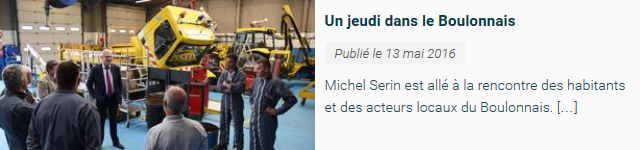 Un jeudi dans le Boulonnais
Publié le 13 mai 2016
Michel Serin est allé à la rencontre des habitants
et des acteurs locaux du Boulonnais. [...]